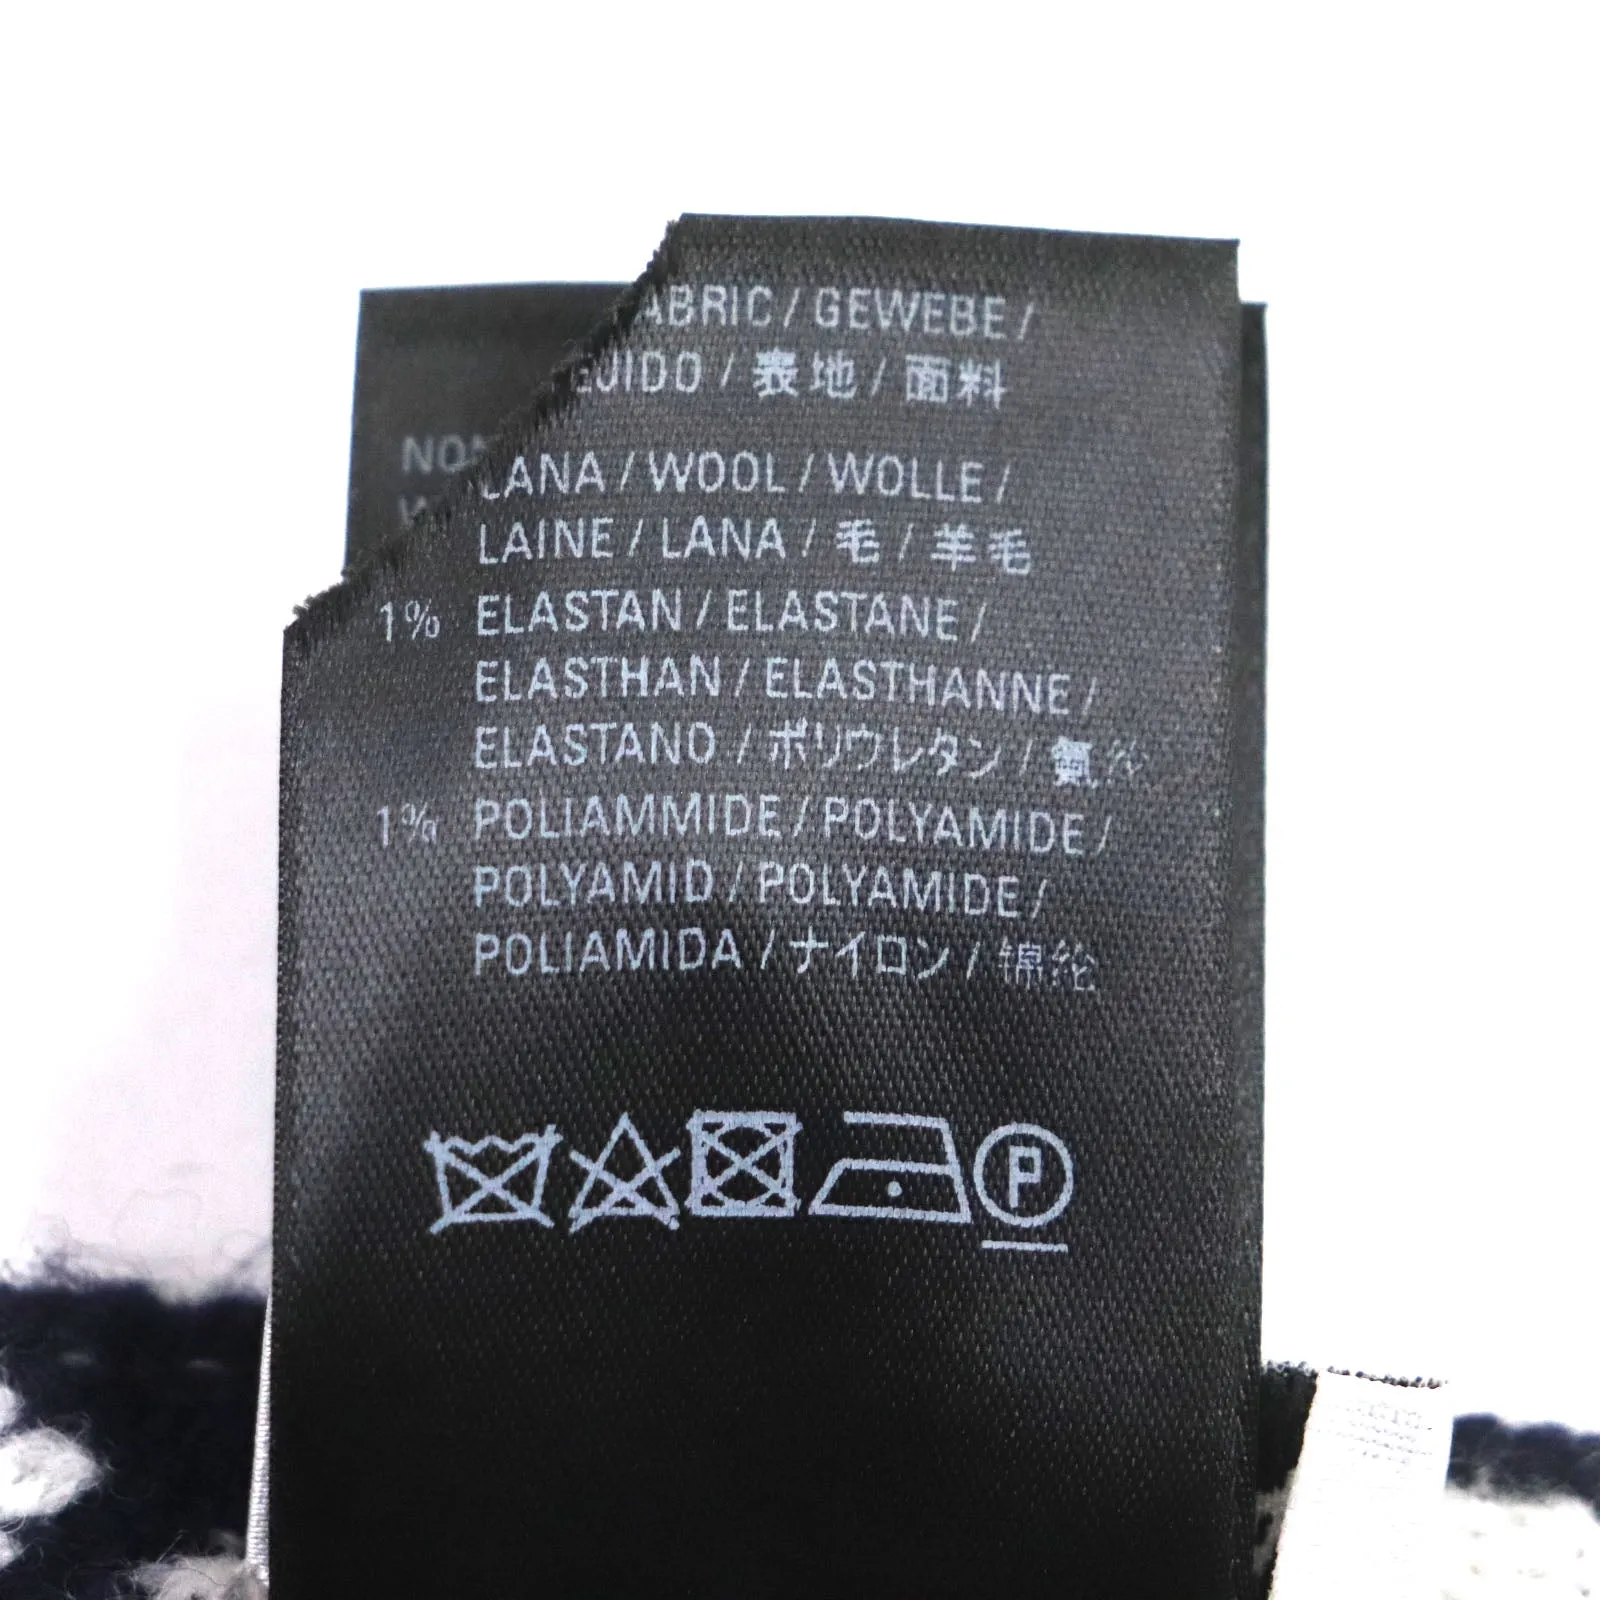 ABRIC / GEWEBE /
EJIDO / 表地 / 面料
LANA / WOOL / WOLLE /
LAINE / LANA / 毛 / 羊毛
1% ELASTAN / ELASTANE /
ELASTHAN / ELASTHANNE /
ELASTANO / ポリウレタン / 氨纶
1% POLIAMMIDE / POLYAMIDE /
POLYAMID / POLYAMIDE /
POLIAMIDA / ナイロン / 锦纶
P